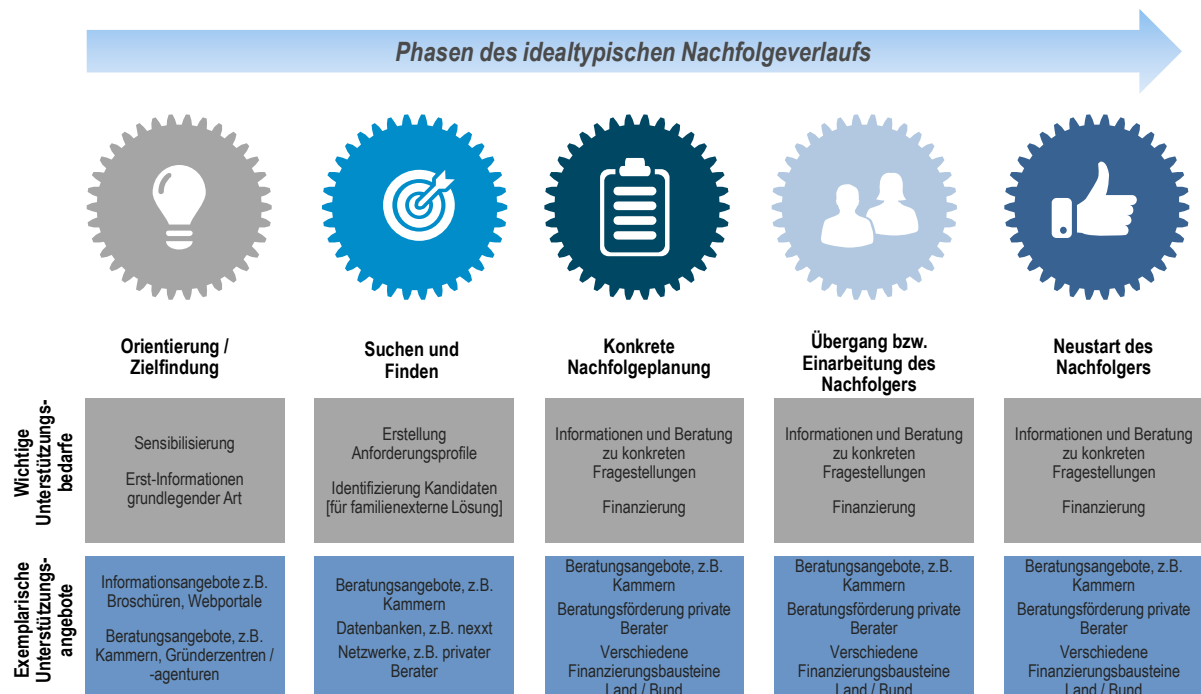 Phasen des idealtypischen Nachfolgeverlaufs
Orientierung /
Zielfindung
Suchen und
Finden
Konkrete
Nachfolgeplanung
Übergang bzw.
Einarbeitung des
Nachfolgers
Neustart des
Nachfolgers
Wichtige
Unterstützungs-
bedarfe
Sensibilisierung
Erst-Informationen
grundlegender Art
Erstellung
Anforderungsprofile
Identifizierung Kandidaten
[für familienexterne Lösung]
Informationen und Beratung
zu konkreten
Fragestellungen
Finanzierung
Informationen und Beratung
zu konkreten
Fragestellungen
Finanzierung
Informationen und Beratung
zu konkreten
Fragestellungen
Finanzierung
Exemplarische
Unterstützungs-
angebote
Informationsangebote z.B.
Broschüren, Webportale
Beratungsangebote, z.B.
Kammern, Gründerzentren /
-agenturen
Beratungsangebote, z.B.
Kammern
Datenbanken, z.B. nexxt
Netzwerke, z.B. privater
Berater
Beratungsangebote, z.B.
Kammern
Beratungsförderung private
Berater
Verschiedene
Finanzierungsbausteine
Land / Bund
Beratungsangebote, z.B.
Kammern
Beratungsförderung private
Berater
Verschiedene
Finanzierungsbausteine
Land / Bund
Beratungsangebote, z.B.
Kammern
Beratungsförderung private
Berater
Verschiedene
Finanzierungsbausteine
Land / Bund